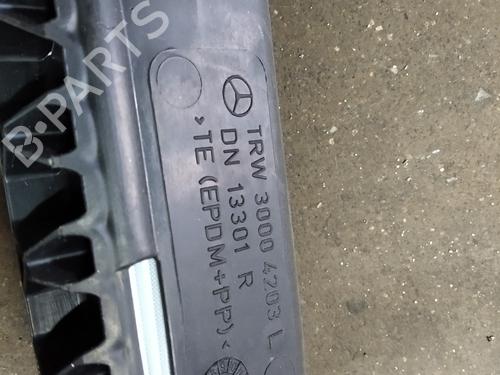 B-PARTS
TRW 3000 4203 L
DN 13301 R
>TE (EPDM+PP)<